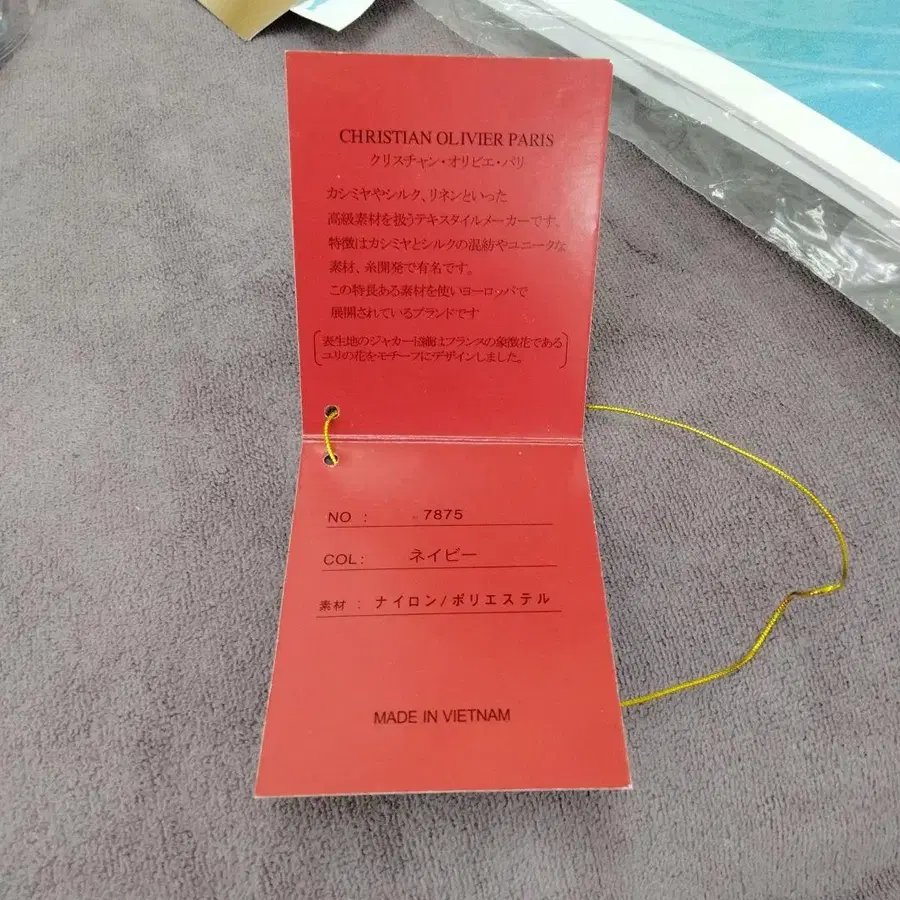 CHRISTIAN OLIVIER PARIS
クリスチャン・オリビエ・パリ
カシミヤやシルク、リネンといった
高級素材を扱うテキスタイルメーカーです。
特徴はカシミヤとシルクの混紡やユニークな
素材、糸開発で有名です。
この特長ある素材を使いヨーロッパで
展開されているブランドです
表生地のジャカード織はフランスの象徴花である
ユリの花をモチーフにデザインしました。
NO : 7875
COL: ネイビー
素材 : ナイロン/ポリエステル
MADE IN VIETNAM